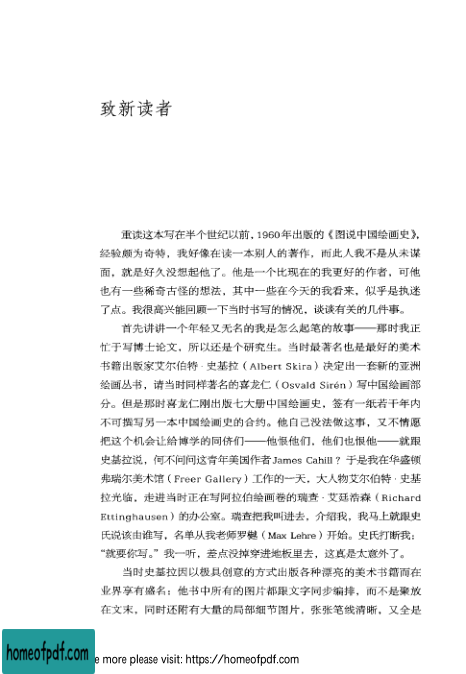 致新读者
重读这本写在半个世纪以前，1960年出版的《图说中国绘画史》，
经验颇为奇特，我好像在读一本别人的著作，而此人我不是从未谋
面，就是好久没想起他了。他是一个比现在的我更好的作者，可他
也有一些稀奇古怪的想法，其中一些在今天的我看来，似乎是执迷
了点。我很高兴能回顾一下当时书写的情况，谈谈有关的几件事。
首先讲讲一个年轻又无名的我是怎么起笔的故事——那时我正
忙于写博士论文，所以还是个研究生。当时最著名也是最好的美术
书籍出版家艾尔伯特·史基拉（Albert Skira）决定出一套新的亚洲
绘画丛书，请当时同样著名的喜龙仁（Osvald Sirén）写中国绘画部
分。但是那时喜龙仁刚出版七大册中国绘画史，签有一纸若干年内
不可撰写另一本中国绘画史的合约。他自己没法做这事，又不情愿
把这个机会让给博学的同侪们——他恨他们，他们也恨他——就跟
史基拉说，何不问问这青年美国作者James Cahill？于是我在华盛顿
弗瑞尔美术馆（Freer Gallery）工作的一天，大人物艾尔伯特·史基
拉光临，走进当时正在写阿拉伯绘画卷的瑞查·艾廷浩森（Richard
Ettinghausen）的办公室。瑞查把我叫进去，介绍我，我马上就跟史
氏说该由谁写，名单从我老师罗樾（Max Lehre）开始。史氏打断我：
“就要你写。”我一听，差点没掉穿进地板里去，这真是太意外了。
当时史基拉因以极具创意的方式出版各种漂亮的美术书籍而在
业界享有盛名：他书中所有的图片都跟文字同步编排，而不是聚放
在文末，同时还附有大量的局部细节图片，张张笔线清晰，又全是
homeofpdf.com
e more please visit: https://homeofpdf.com